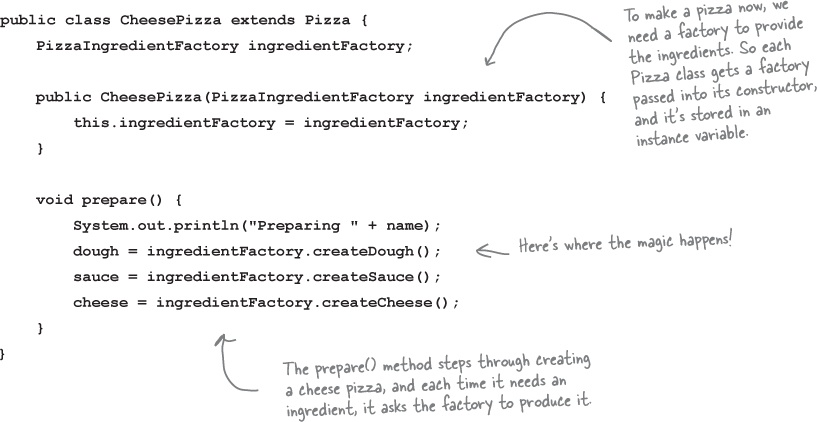 public class CheesePizza extends Pizza {
PizzaIngredientFactory ingredientFactory;
public CheesePizza(PizzaIngredientFactory ingredientFactory) {
this.ingredientFactory = ingredientFactory;
}
void prepare() {
System.out.println("Preparing " + name);
dough = ingredientFactory.createDough();
sauce = ingredientFactory.createSauce();
cheese = ingredientFactory.createCheese();
}
}
To make a pizza now, we
need a factory to provide
the ingredients. So each
Pizza class gets a factory
passed into its constructor,
and it's stored in an
instance variable.
Here's where the magic happens!
The prepare() method steps through creating
a cheese pizza, and each time it needs an
ingredient, it asks the factory to produce it.